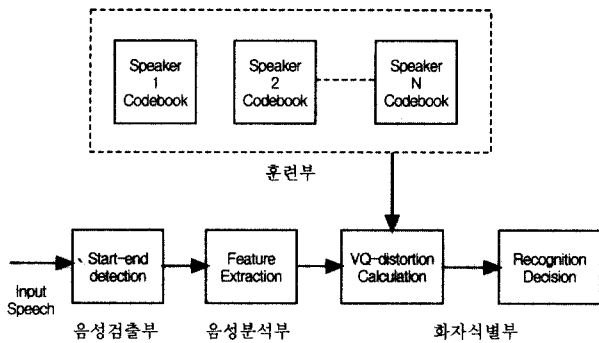 Speaker
1
Codebook
Speaker
2
Codebook
Speaker
N
Codebook
훈련부
Start-end
detection
Feature
Extraction
VQ-distortion
Calculation
Recognition
Decision
Input
Speech
음성검출부
음성분석부
화자식별부